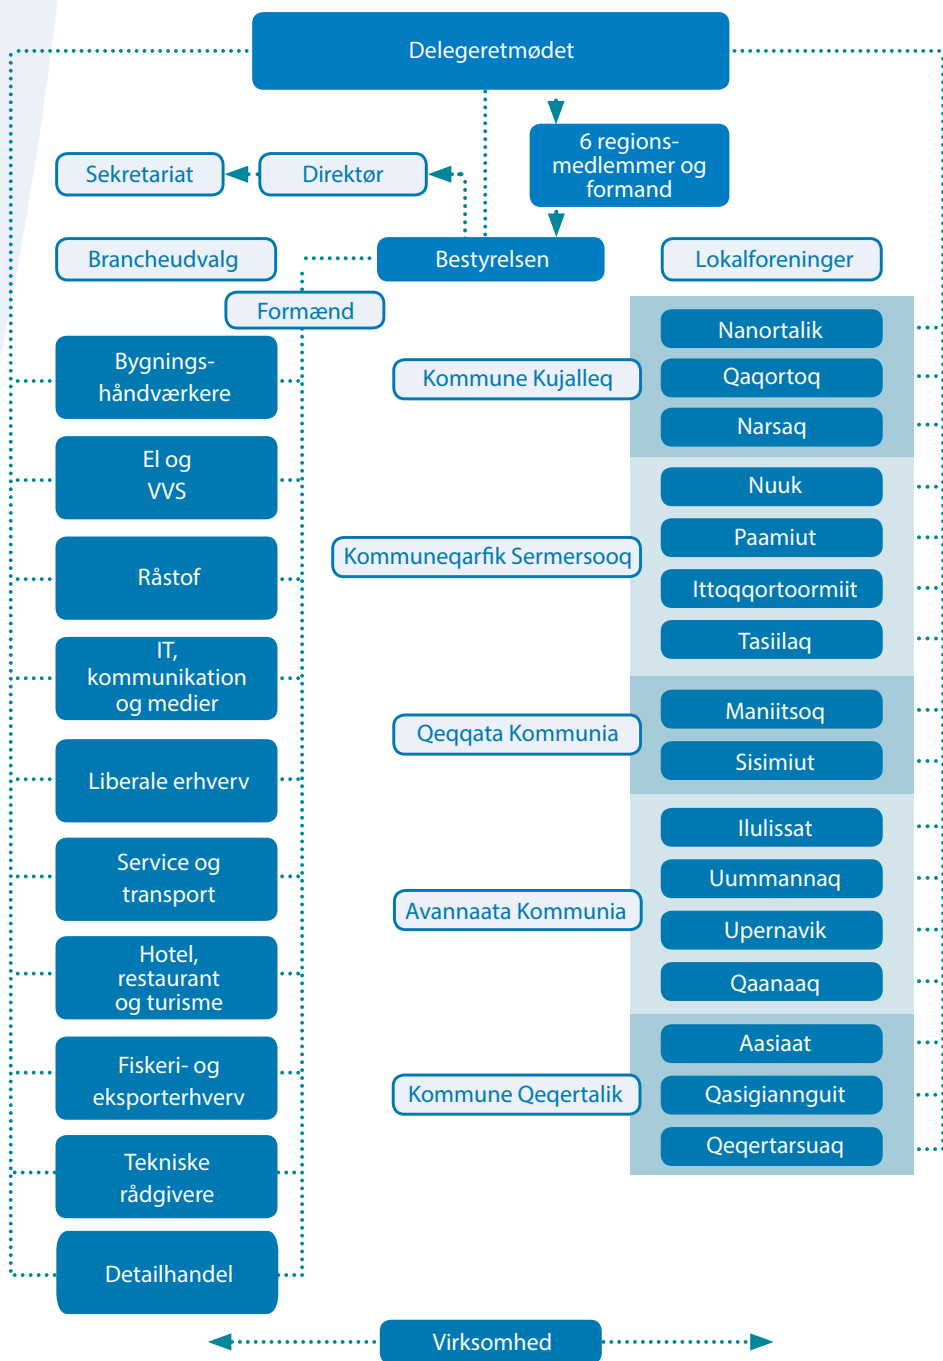 Delegeretmødet
6 regions-
medlemmer og
formand
Sekretariat
Direktør
Bestyrelsen
Brancheudvalg
Formænd
Bygnings-
håndværkere
El og
VVS
Råstof
IT,
kommunikation
og medier
Liberale erhverv
Service og
transport
Hotel,
restaurant
og turisme
Fiskeri- og
eksporterhverv
Tekniske
rådgivere
Detailhandel
Lokalforeninger
Kommune Kujalleq
Nanortalik
Qaqortoq
Narsaq
Kommuneqarfik Sermersooq
Nuuk
Paamiut
Ittoqqortoormiit
Tasiilaq
Qeqqata Kommunia
Maniitsoq
Sisimiut
Avannaata Kommunia
Ilulissat
Uummannaq
Upernavik
Qaanaaq
Kommune Qeqertalik
Aasiaat
Qasigiannguit
Qeqertarsuaq
Virksomhed